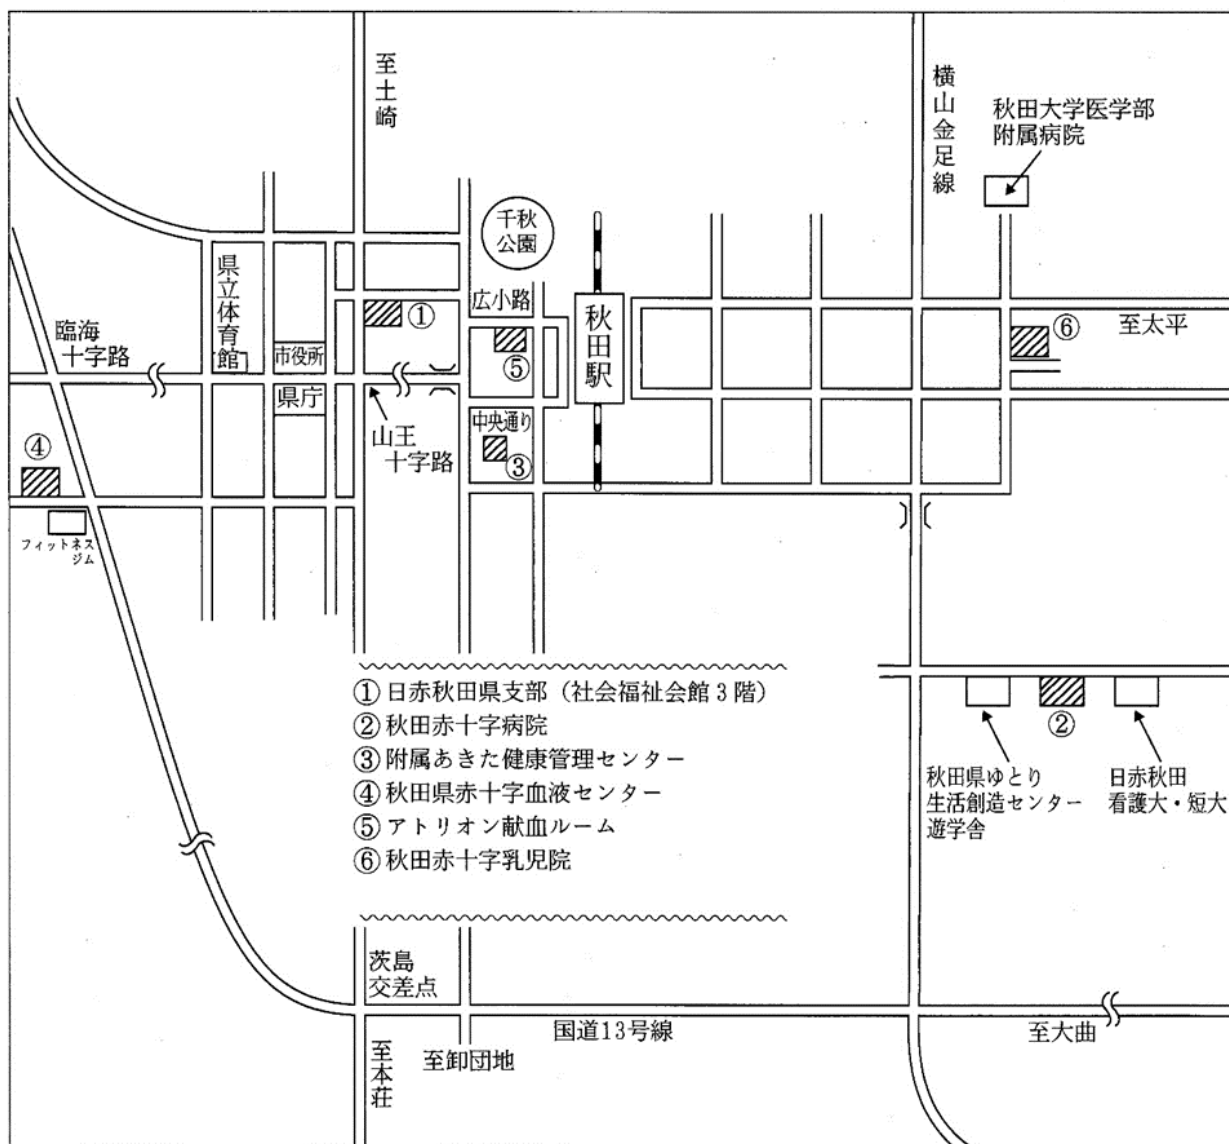 至土崎
横山金足線
秋田大学医学部
附属病院
千秋
公園
県立体育館
広小路
秋田駅
臨海
十字路
市役所
県庁
①
⑤
⑥
至太平
山王
十字路
中央通り
③
④
フィットネス
ジム
①日赤秋田県支部（社会福祉会館3階）
②秋田赤十字病院
③附属あきた健康管理センター
④秋田県赤十字血液センター
⑤アトリオン献血ルーム
⑥秋田赤十字乳児院
②
秋田県ゆとり
生活創造センター
遊学舎
日赤秋田
看護大・短大
茨島
交差点
国道13号線
至大曲
至本荘
至卸団地